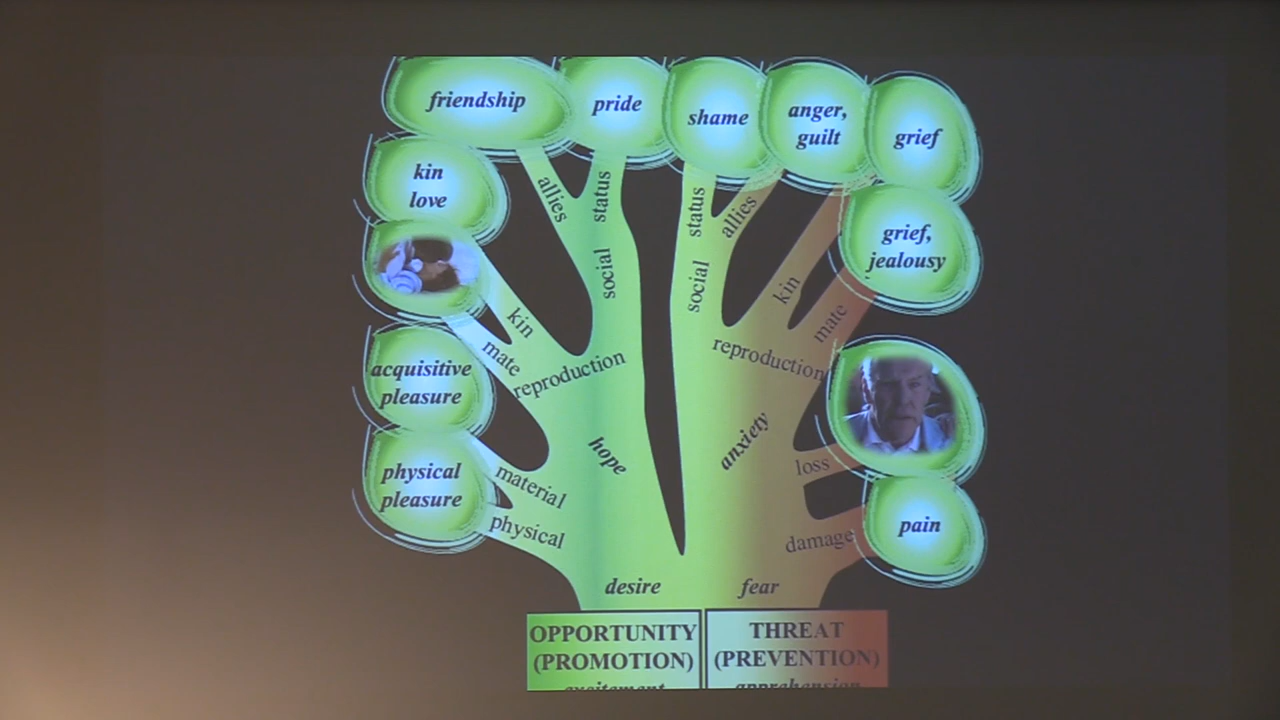 friendship
pride
shame
anger,
guilt
grief
kin
love
allies
status
status
allies
grief,
jealousy
social
social
kin
kin
mate
mate
reproduction
reproduction
acquisitive
pleasure
hope
anxiety
loss
physical
pleasure
material
physical
damage
pain
desire
fear
OPPORTUNITY
(PROMOTION)
THREAT
(PREVENTION)
excitement
apprehension